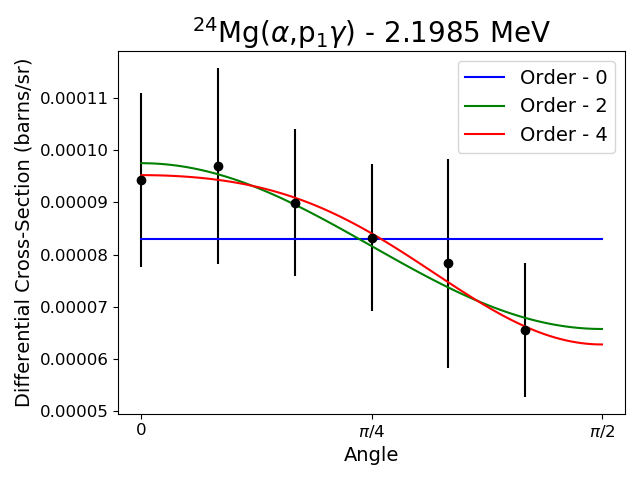 ²⁴Mg(α,p₁γ) - 2.1985 MeV
Differential Cross-Section (barns/sr)
0.00011
0.00010
0.00009
0.00008
0.00007
0.00006
0.00005
Order - 0
Order - 2
Order - 4
0
π/4
π/2
Angle